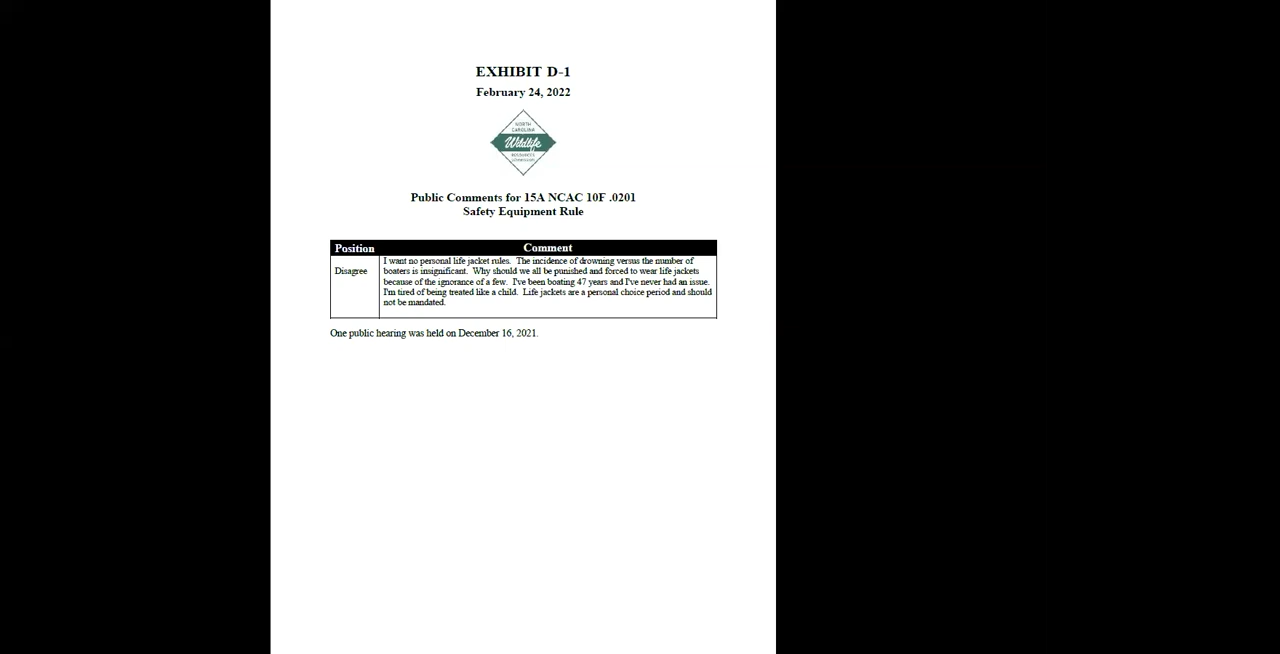 EXHIBIT D-1
February 24, 2022
NORTH
CAROLINA
Wildlife
RESOURCES
COMMISSION
Public Comments for 15A NCAC 10F .0201
Safety Equipment Rule
Position Comment
I want no personal life jacket rules. The incidence of drowning versus the number of
Disagree boaters is insignificant. Why should we all be punished and forced to wear life jackets
because of the ignorance of a few. I've been boating 47 years and I've never had an issue.
I'm tired of being treated like a child. Life jackets are a personal choice period and should
not be mandated.
One public hearing was held on December 16, 2021.